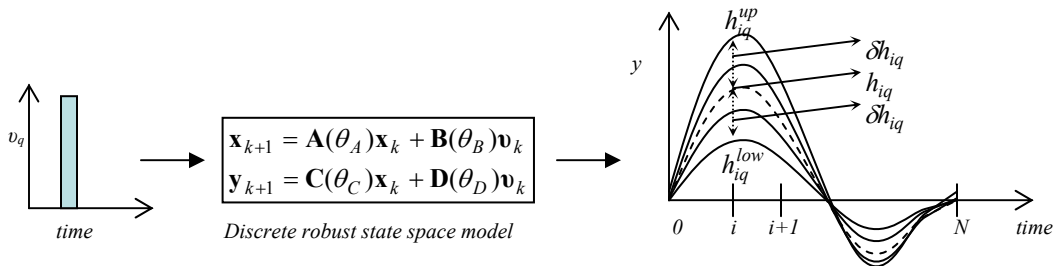 υ_q
time
x_{k+1} = A(θ_A)x_k + B(θ_B)υ_k
y_{k+1} = C(θ_C)x_k + D(θ_D)υ_k
Discrete robust state space model
y
h_{iq}^{up}
δh_{iq}
h_{iq}
δh_{iq}
h_{iq}^{low}
0 i i+1 N time